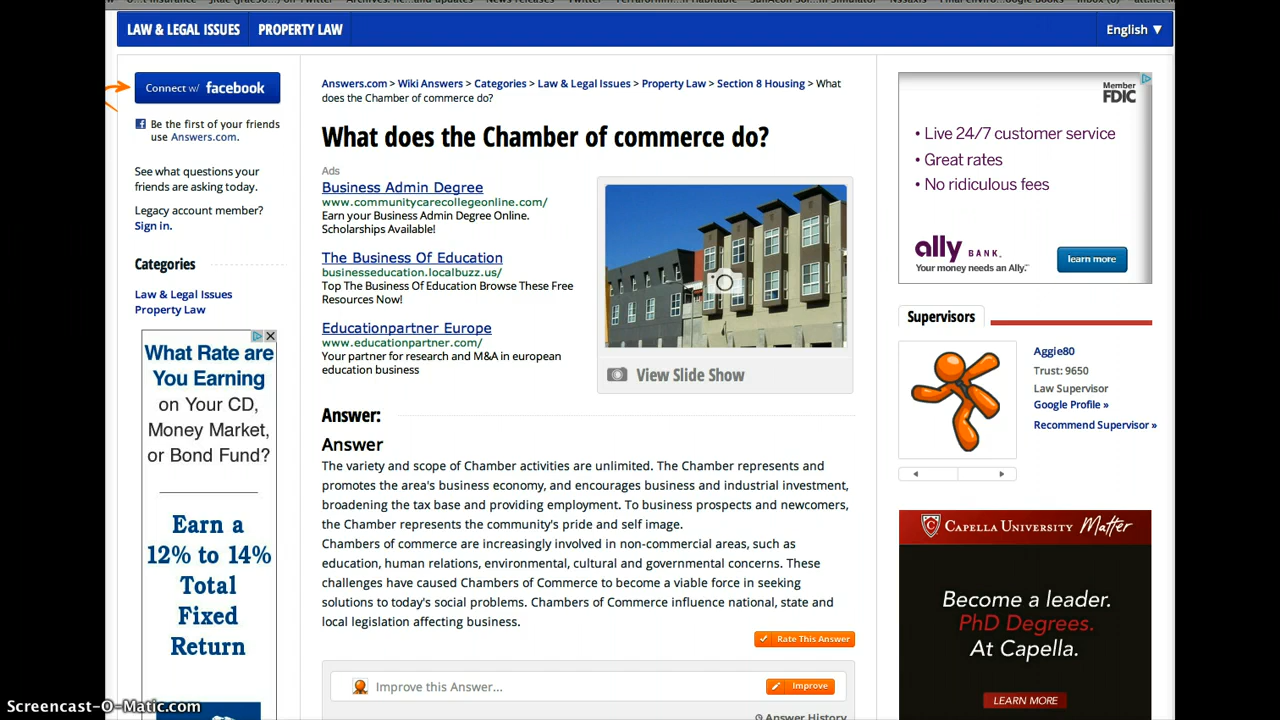 LAW & LEGAL ISSUES
PROPERTY LAW
English ▼
Connect w/ facebook
Be the first of your friends
use Answers.com.
See what questions your
friends are asking today.
Legacy account member?
Sign in.
Categories
Law & Legal Issues
Property Law
What Rate are
You Earning
on Your CD,
Money Market,
or Bond Fund?
Earn a
12% to 14%
Total
Fixed
Return
Answers.com > Wiki Answers > Categories > Law & Legal Issues > Property Law > Section 8 Housing > What
does the Chamber of commerce do?
What does the Chamber of commerce do?
Ads
Business Admin Degree
www.communitycarecollegeonline.com/
Earn your Business Admin Degree Online.
Scholarships Available!
The Business Of Education
businesseducation.localbuzz.us/
Top The Business Of Education Browse These Free
Resources Now!
Educationpartner Europe
www.educationpartner.com/
Your partner for research and M&A in european
education business
View Slide Show
Answer:
Answer
The variety and scope of Chamber activities are unlimited. The Chamber represents and
promotes the area's business economy, and encourages business and industrial investment,
broadening the tax base and providing employment. To business prospects and newcomers,
the Chamber represents the community's pride and self image.
Chambers of commerce are increasingly involved in non-commercial areas, such as
education, human relations, environmental, cultural and governmental concerns. These
challenges have caused Chambers of Commerce to become a viable force in seeking
solutions to today's social problems. Chambers of Commerce influence national, state and
local legislation affecting business.
Rate This Answer
Improve this Answer...
Improve
Answer History
Member
FDIC
• Live 24/7 customer service
• Great rates
• No ridiculous fees
ally BANK.
Your money needs an Ally.
learn more
Supervisors
Aggie80
Trust: 9650
Law Supervisor
Google Profile »
Recommend Supervisor »
CAPELLA UNIVERSITY Matter
Become a leader.
PhD Degrees.
At Capella.
LEARN MORE
Screencast-O-Matic.com